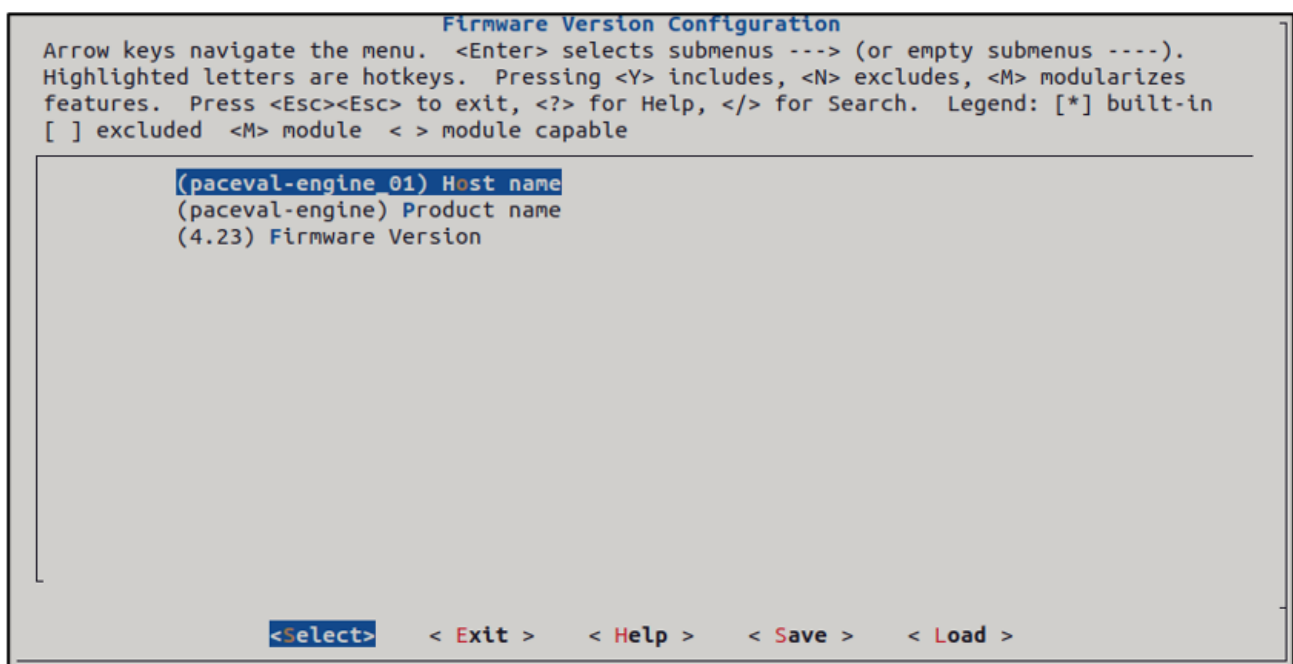 Firmware Version Configuration
Arrow keys navigate the menu.  <Enter> selects submenus ---> (or empty submenus ----).
Highlighted letters are hotkeys.  Pressing <Y> includes, <N> excludes, <M> modularizes
features.  Press <Esc><Esc> to exit, <?> for Help, </> for Search.  Legend: [*] built-in
[ ] excluded  <M> module  < > module capable
(paceval-engine_01) Host name
(paceval-engine) Product name
(4.23) Firmware Version
<Select>    < Exit >    < Help >    < Save >    < Load >